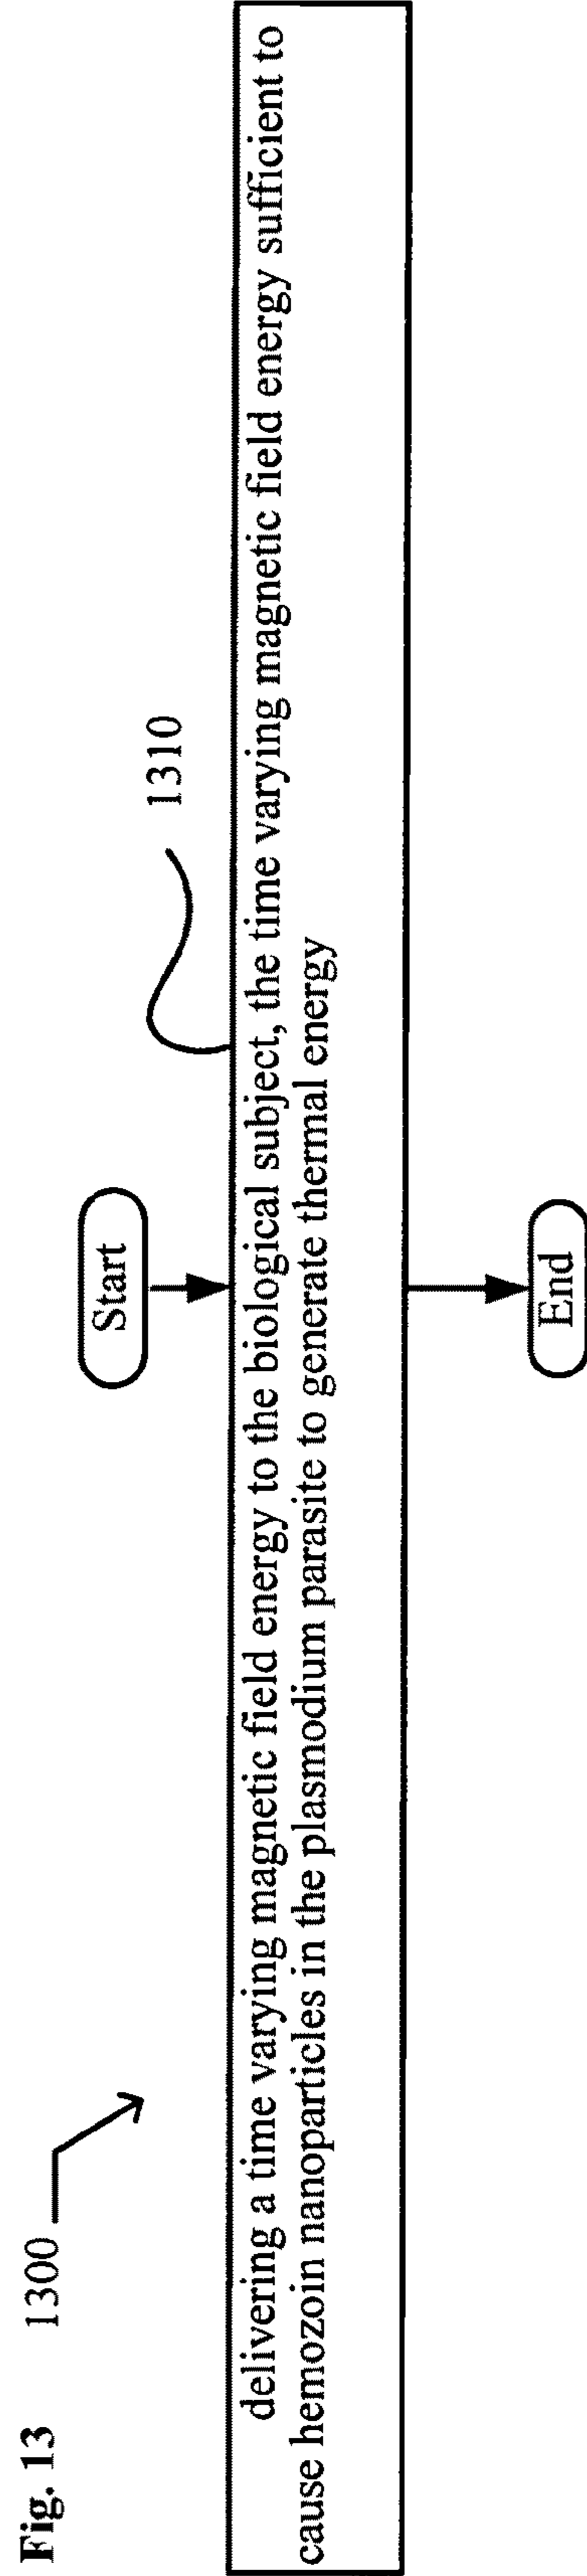 Fig. 13
1300
Start
1310
delivering a time varying magnetic field energy to the biological subject, the time varying magnetic field energy sufficient to
cause hemozoin nanoparticles in the plasmodium parasite to generate thermal energy
End